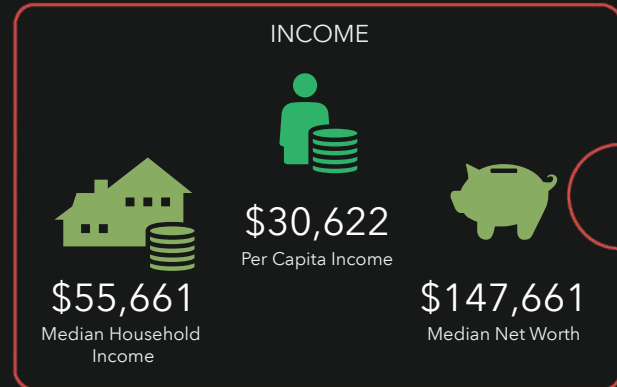 INCOME
$30,622
Per Capita Income
$55,661
Median Household
Income
$147,661
Median Net Worth